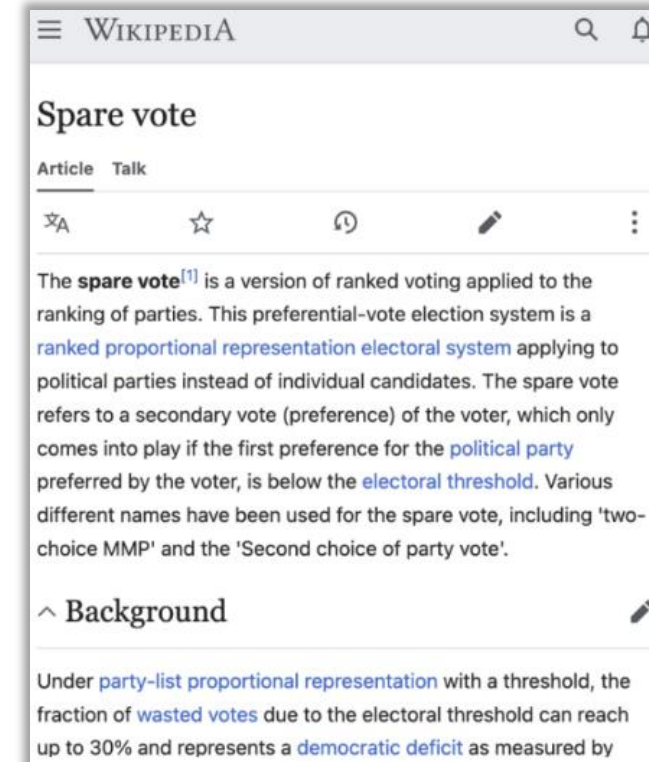 WIKIPEDIA
Spare vote
Article Talk
The spare vote[1] is a version of ranked voting applied to the
ranking of parties. This preferential-vote election system is a
ranked proportional representation electoral system applying to
political parties instead of individual candidates. The spare vote
refers to a secondary vote (preference) of the voter, which only
comes into play if the first preference for the political party
preferred by the voter, is below the electoral threshold. Various
different names have been used for the spare vote, including 'two-
choice MMP' and the 'Second choice of party vote'.
Background
Under party-list proportional representation with a threshold, the
fraction of wasted votes due to the electoral threshold can reach
up to 30% and represents a democratic deficit as measured by